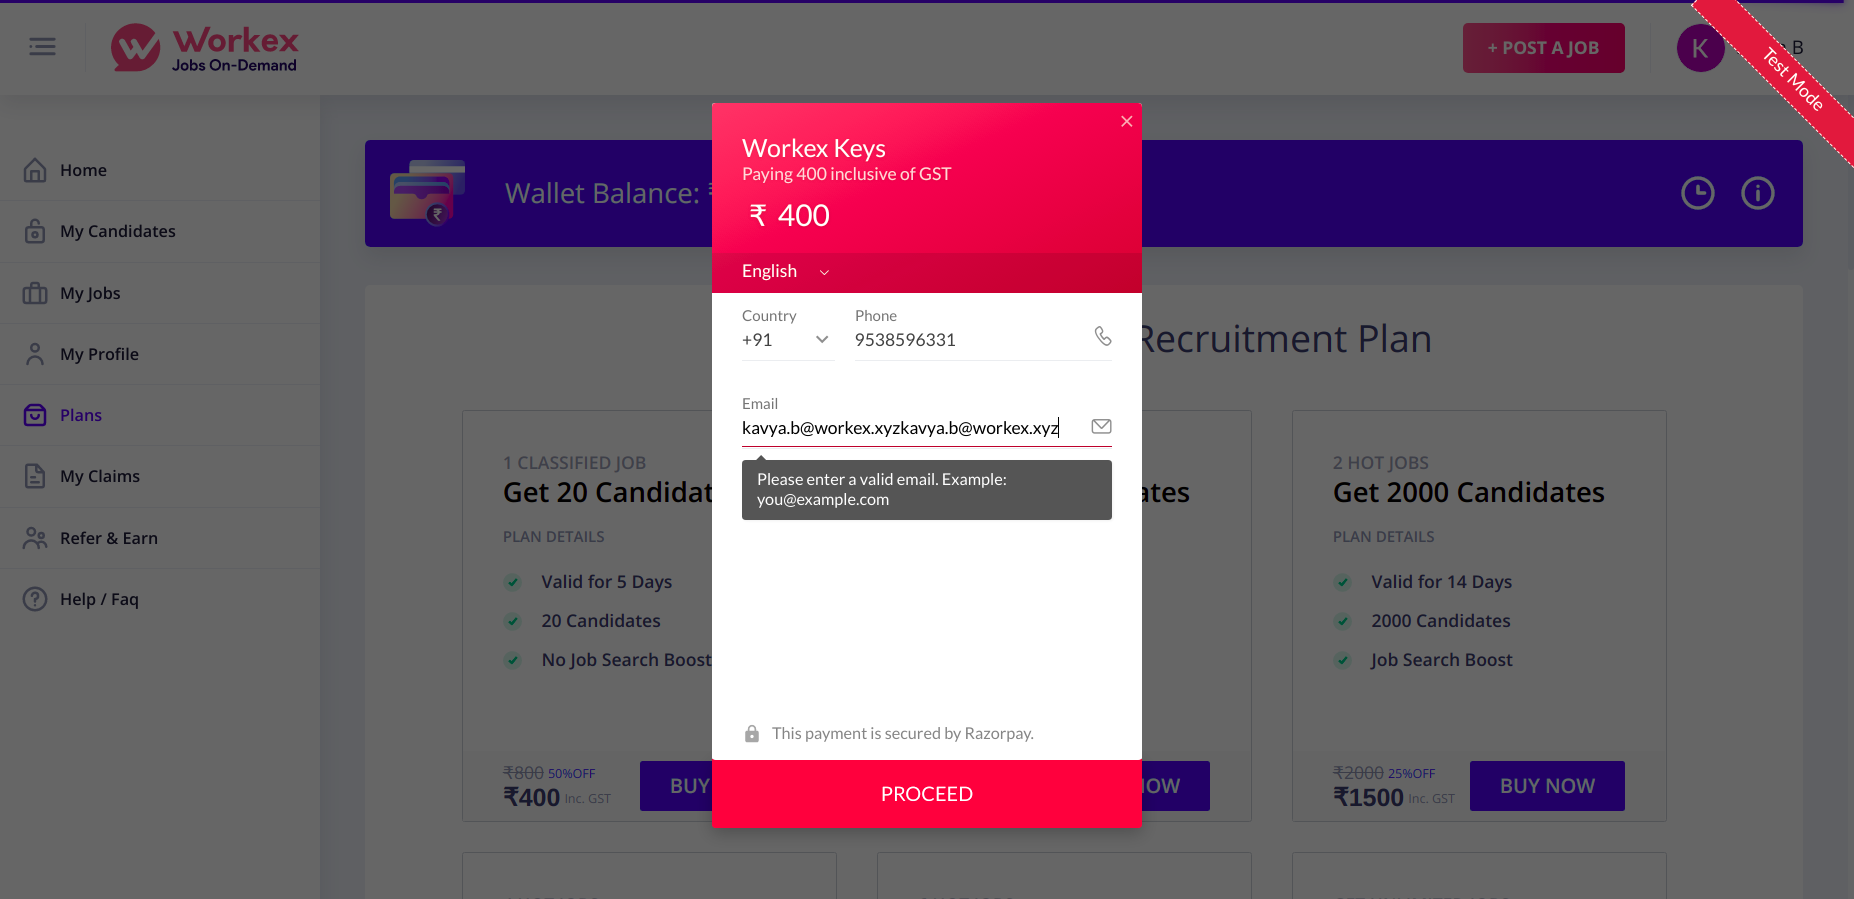 Workex
Jobs On-Demand
+ POST A JOB
K
B
Test Mode
Home
My Candidates
My Jobs
My Profile
Plans
My Claims
Refer & Earn
Help / Faq
Wallet Balance:
Recruitment Plan
Workex Keys
Paying 400 inclusive of GST
₹ 400
English
Country
+91
Phone
9538596331
Email
kavya.b@workex.xyzkavya.b@workex.xyz
Please enter a valid email. Example:
you@example.com
This payment is secured by Razorpay.
PROCEED
1 CLASSIFIED JOB
Get 20 Candidat
PLAN DETAILS
Valid for 5 Days
20 Candidates
No Job Search Boost
₹800 50%OFF
₹400 Inc. GST
BUY
ates
OW
2 HOT JOBS
Get 2000 Candidates
PLAN DETAILS
Valid for 14 Days
2000 Candidates
Job Search Boost
₹2000 25%OFF
₹1500 Inc. GST
BUY NOW